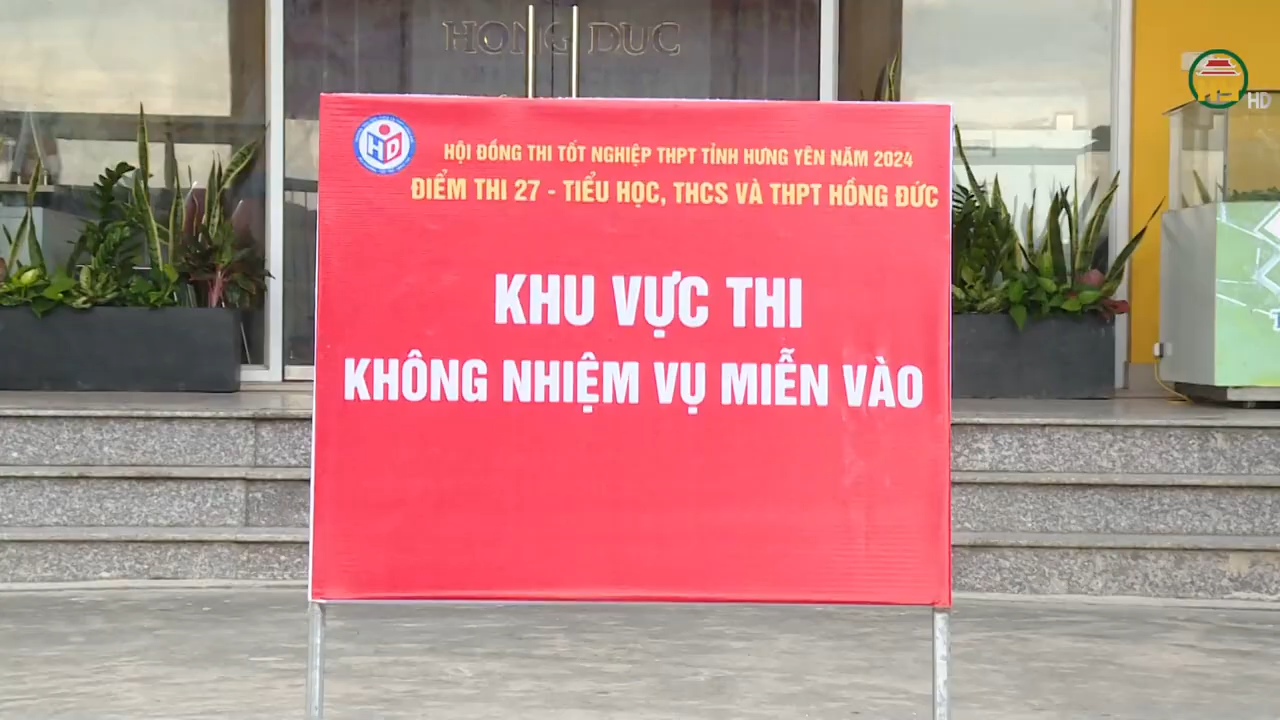 HONG DUC
HD
HỘI ĐỒNG THI TỐT NGHIỆP THPT TỈNH HƯNG YÊN NĂM 2024
ĐIỂM THI 27 - TIỂU HỌC, THCS VÀ THPT HỒNG ĐỨC
HD
KHU VỰC THI
KHÔNG NHIỆM VỤ MIỄN VÀO